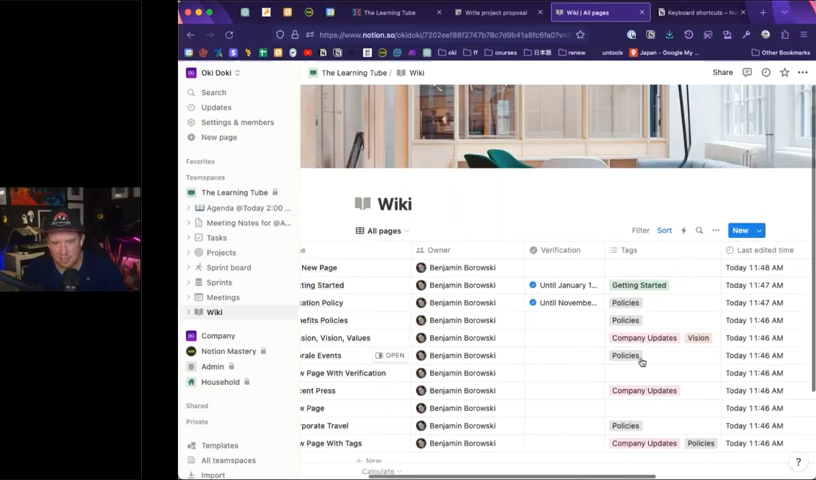 The Learning Tube
Write project proposal
Wiki | All pages
Keyboard shortcuts – N
https://www.notion.so/okidoki/7202eef88f2747b78c7d9b41a8fc6fa0?v=
oki
ff
courses
日本語
renew
untools
Japan - Google My ...
Other Bookmarks
Oki Doki
The Learning Tube / Wiki
Share
Search
Updates
Settings & members
New page
Favorites
Teamspaces
The Learning Tube
Agenda @Today 2:00 ...
Meeting Notes for @A...
Tasks
Projects
Sprint board
Sprints
Meetings
Wiki
Company
Notion Mastery
Admin
Household
Shared
Private
Templates
All teamspaces
Import
Wiki
All pages
Filter Sort New
Owner Verification Tags Last edited time
New Page Benjamin Borowski Today 11:48 AM
tting Started Benjamin Borowski Until January 1... Getting Started Today 11:47 AM
cation Policy Benjamin Borowski Until Novembe... Policies Today 11:47 AM
nefits Policies Benjamin Borowski Policies Today 11:46 AM
sion, Vision, Values Benjamin Borowski Company Updates Vision Today 11:46 AM
orale Events OPEN Benjamin Borowski Policies Today 11:46 AM
w Page With Verification Benjamin Borowski Today 11:46 AM
cent Press Benjamin Borowski Company Updates Today 11:46 AM
w Page Benjamin Borowski Today 11:46 AM
rporate Travel Benjamin Borowski Policies Today 11:46 AM
w Page With Tags Benjamin Borowski Company Updates Policies Today 11:46 AM
New
Calculate
?